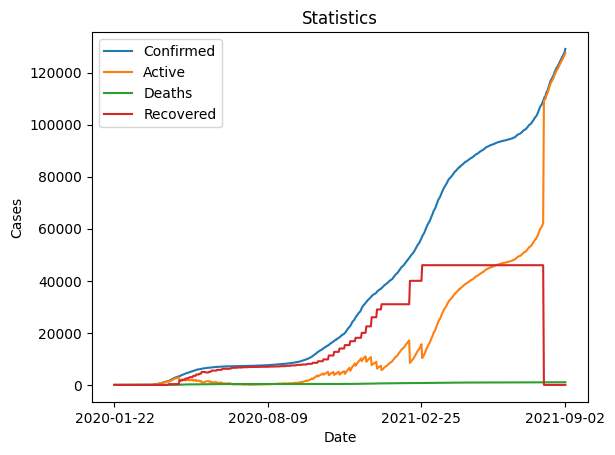 Statistics
Confirmed
Active
Deaths
Recovered
120000
100000
80000
60000
40000
20000
0
Cases
2020-01-22
2020-08-09
2021-02-25
2021-09-02
Date